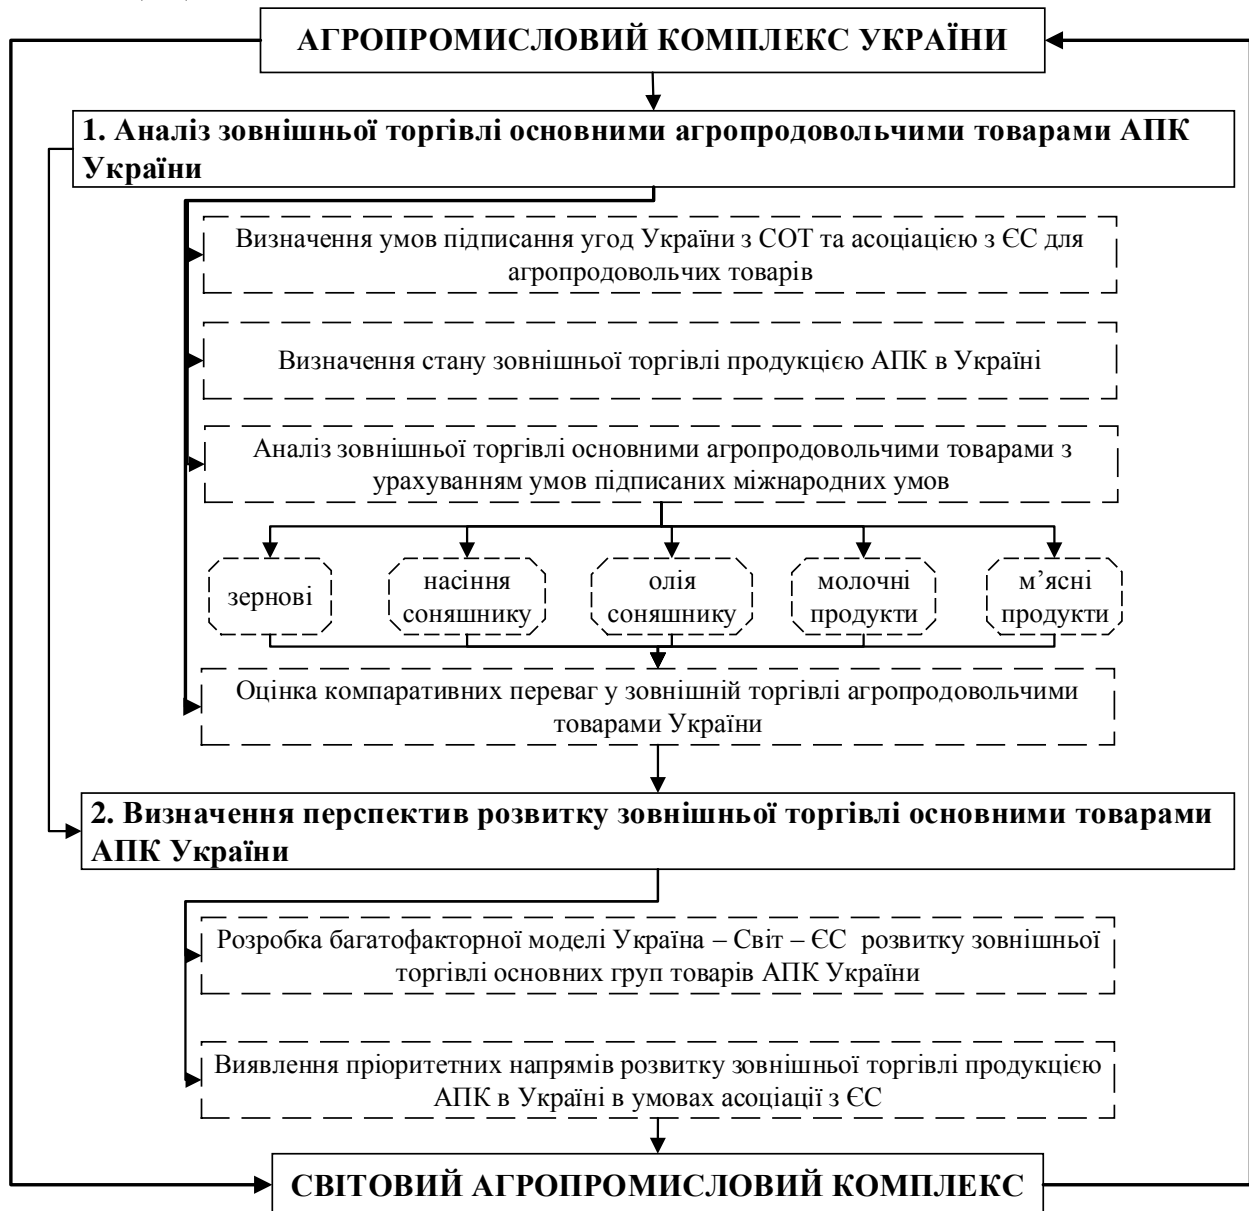 АГРОПРОМИСЛОВИЙ КОМПЛЕКС УКРАЇНИ
1. Аналіз зовнішньої торгівлі основними агропродовольчими товарами АПК
України
Визначення умов підписання угод України з СОТ та асоціацією з ЄС для
агропродовольчих товарів
Визначення стану зовнішньої торгівлі продукцією АПК в Україні
Аналіз зовнішньої торгівлі основними агропродовольчими товарами з
урахуванням умов підписаних міжнародних умов
зернові
насіння
соняшнику
олія
соняшнику
молочні
продукти
м’ясні
продукти
Оцінка компаративних переваг у зовнішній торгівлі агропродовольчими
товарами України
2. Визначення перспектив розвитку зовнішньої торгівлі основними товарами
АПК України
Розробка багатофакторної моделі Україна – Світ – ЄС розвитку зовнішньої
торгівлі основних груп товарів АПК України
Виявлення пріоритетних напрямів розвитку зовнішньої торгівлі продукцією
АПК в Україні в умовах асоціації з ЄС
СВІТОВИЙ АГРОПРОМИСЛОВИЙ КОМПЛЕКС